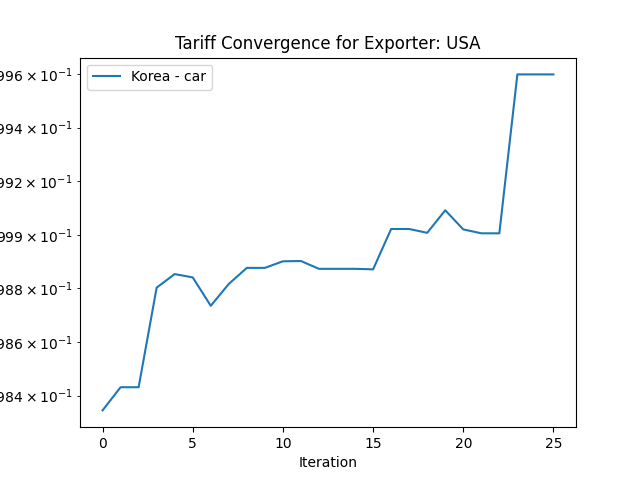 Tariff Convergence for Exporter: USA
Korea - car
996 × 10⁻¹
994 × 10⁻¹
992 × 10⁻¹
999 × 10⁻¹
988 × 10⁻¹
986 × 10⁻¹
984 × 10⁻¹
0 5 10 15 20 25
Iteration